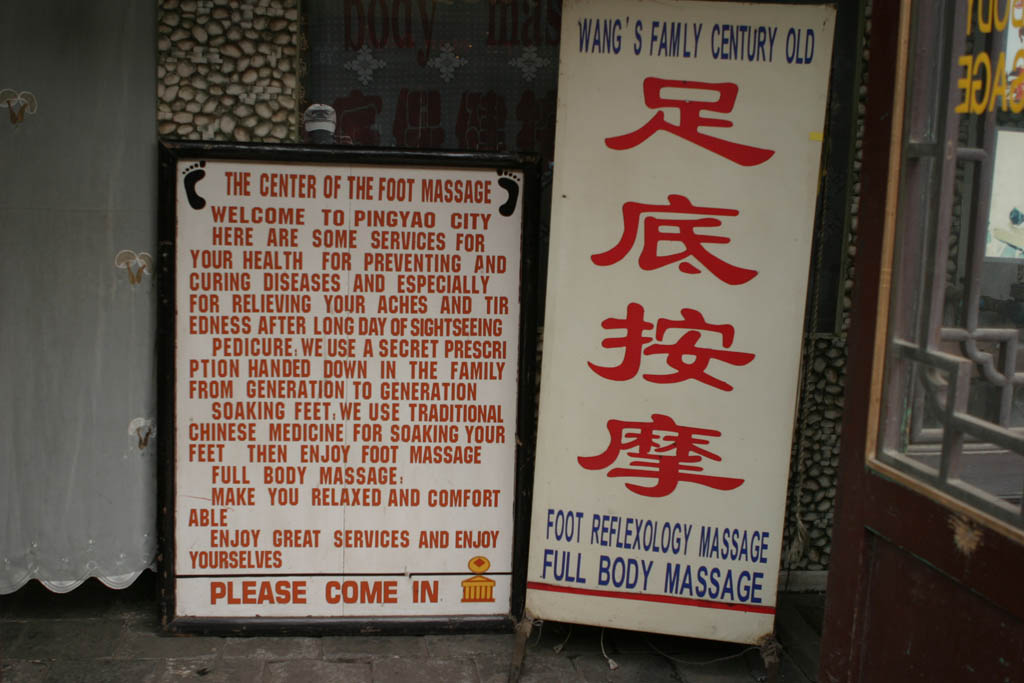 body mas
THE CENTER OF THE FOOT MASSAGE
WELCOME TO PINGYAO CITY
HERE ARE SOME SERVICES FOR
YOUR HEALTH FOR PREVENTING AND
CURING DISEASES AND ESPECIALLY
FOR RELIEVING YOUR ACHES AND TIR
EDNESS AFTER LONG DAY OF SIGHTSEEING
PEDICURE: WE USE A SECRET PRESCRI
PTION HANDED DOWN IN THE FAMILY
FROM GENERATION TO GENERATION
SOAKING FEET: WE USE TRADITIONAL
CHINESE MEDICINE FOR SOAKING YOUR
FEET THEN ENJOY FOOT MASSAGE
FULL BODY MASSAGE:
MAKE YOU RELAXED AND COMFORT
ABLE
ENJOY GREAT SERVICES AND ENJOY
YOURSELVES
PLEASE COME IN
WANG'S FAMLY CENTURY OLD
足
底
按
摩
FOOT REFLEXOLOGY MASSAGE
FULL BODY MASSAGE